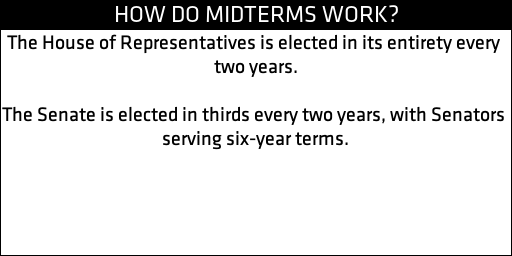 HOW DO MIDTERMS WORK?
The House of Representatives is elected in its entirety every
two years.
The Senate is elected in thirds every two years, with Senators
serving six-year terms.